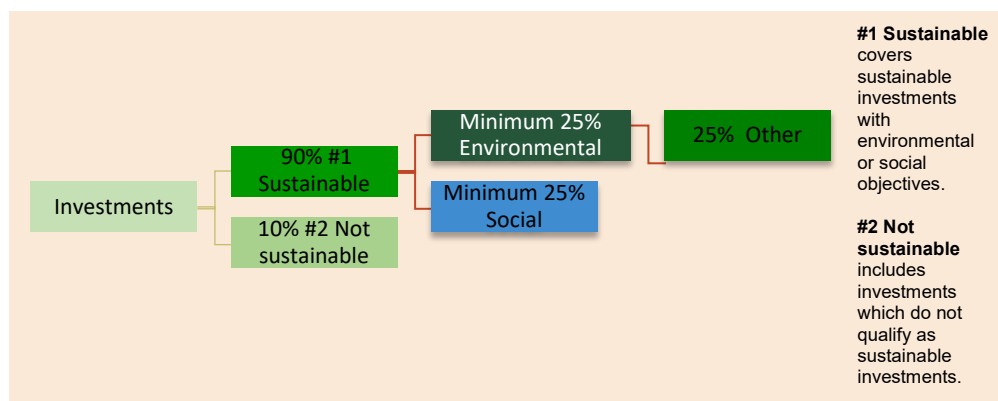 Investments
90% #1
Sustainable
10% #2 Not
sustainable
Minimum 25%
Environmental
Minimum 25%
Social
25%  Other
#1 Sustainable
covers
sustainable
investments
with
environmental
or social
objectives.
#2 Not
sustainable
includes
investments
which do not
qualify as
sustainable
investments.